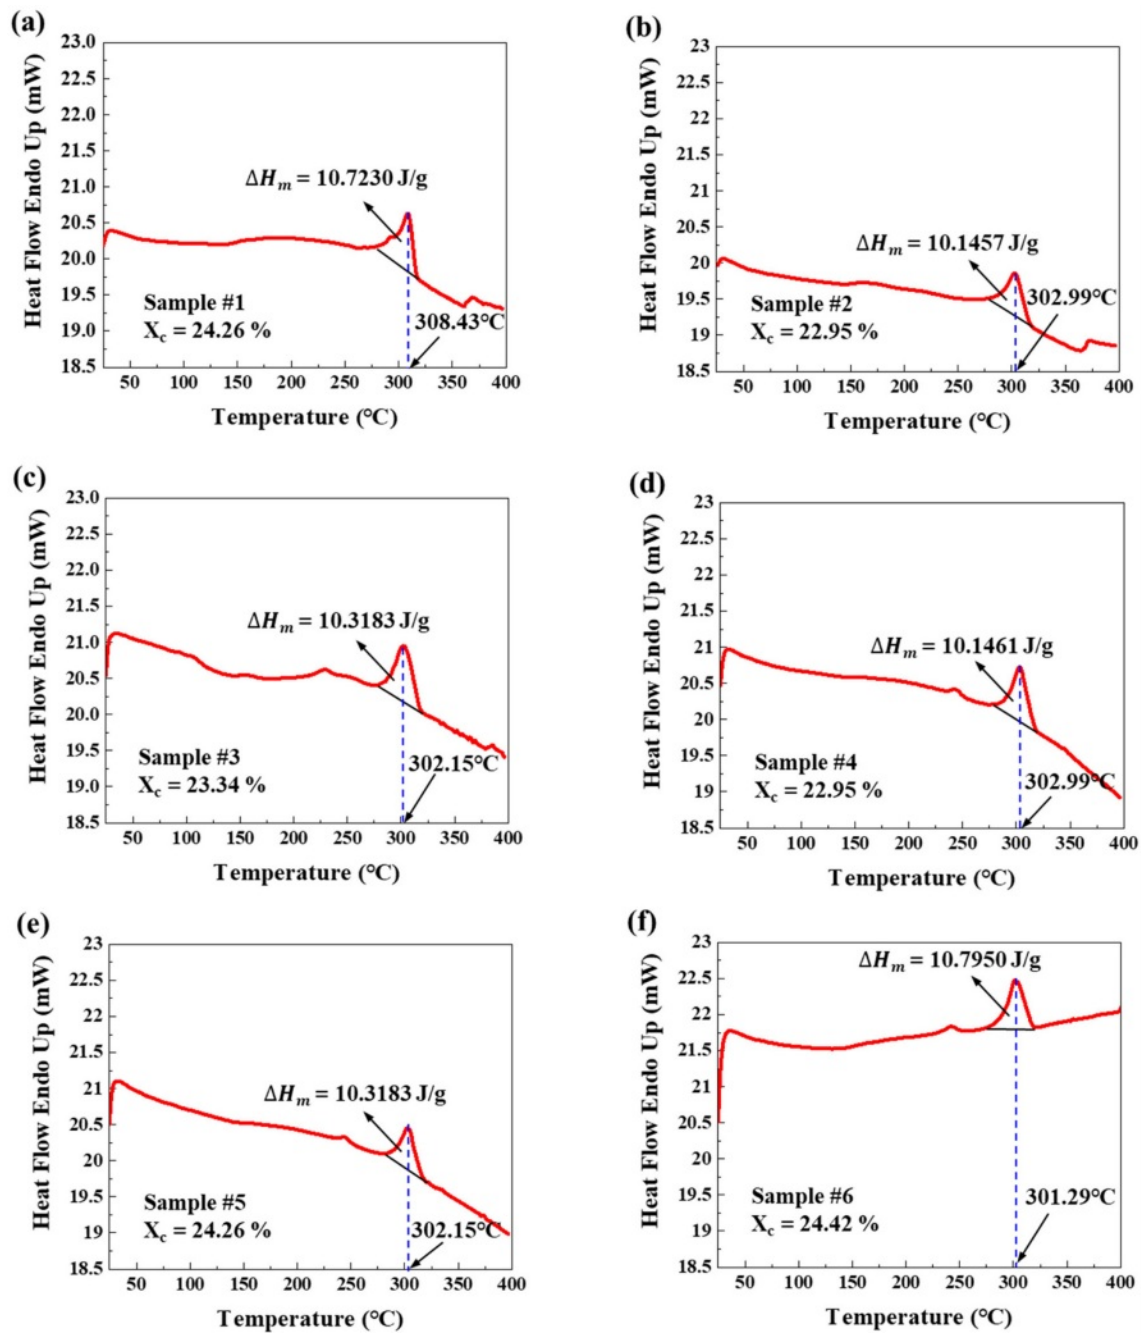 (a)
Heat Flow Endo Up (mW)
23.0
22.5
22.0
21.5
21.0
20.5
20.0
19.5
19.0
18.5
ΔHm = 10.7230 J/g
Sample #1
Xc = 24.26 %
308.43℃
50 100 150 200 250 300 350 400
Temperature (℃)
(b)
Heat Flow Endo Up (mW)
23
22.5
22
21.5
21
20.5
20
19.5
19
18.5
ΔHm = 10.1457 J/g
302.99℃
Sample #2
Xc = 22.95 %
50 100 150 200 250 300 350 400
Temperature (℃)
(c)
Heat Flow Endo Up (mW)
23.0
22.5
22.0
21.5
21.0
20.5
20.0
19.5
19.0
18.5
ΔHm = 10.3183 J/g
Sample #3
Xc = 23.34 %
302.15℃
50 100 150 200 250 300 350 400
Temperature (℃)
(d)
Heat Flow Endo Up (mW)
23
22.5
22
21.5
21
20.5
20
19.5
19
18.5
ΔHm = 10.1461 J/g
Sample #4
Xc = 22.95 %
302.99℃
50 100 150 200 250 300 350 400
Temperature (℃)
(e)
Heat Flow Endo Up (mW)
23
22.5
22
21.5
21
20.5
20
19.5
19
18.5
ΔHm = 10.3183 J/g
Sample #5
Xc = 24.26 %
302.15℃
50 100 150 200 250 300 350 400
Temperature (℃)
(f)
Heat Flow Endo Up (mW)
23
22.5
22
21.5
21
20.5
20
19.5
19
18.5
ΔHm = 10.7950 J/g
Sample #6
Xc = 24.42 %
301.29℃
50 100 150 200 250 300 350 400
Temperature (℃)